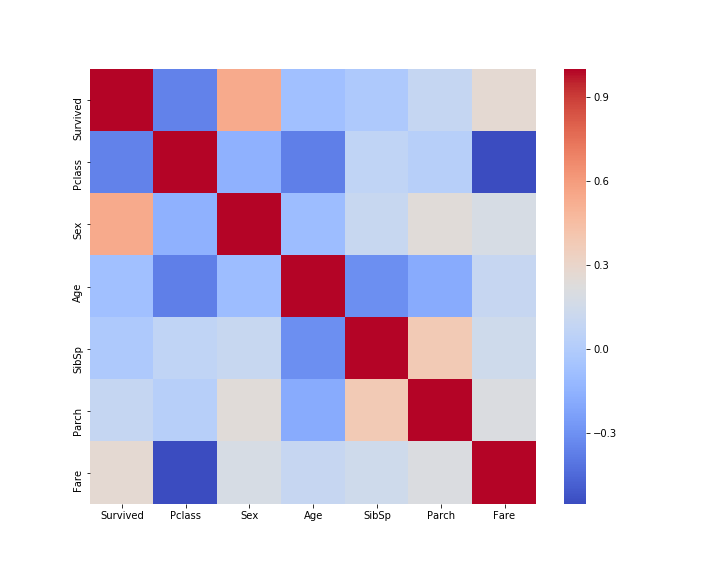 Survived
Pclass
Sex
Age
SibSp
Parch
Fare
Survived Pclass Sex Age SibSp Parch Fare
0.9
0.6
0.3
0.0
−0.3